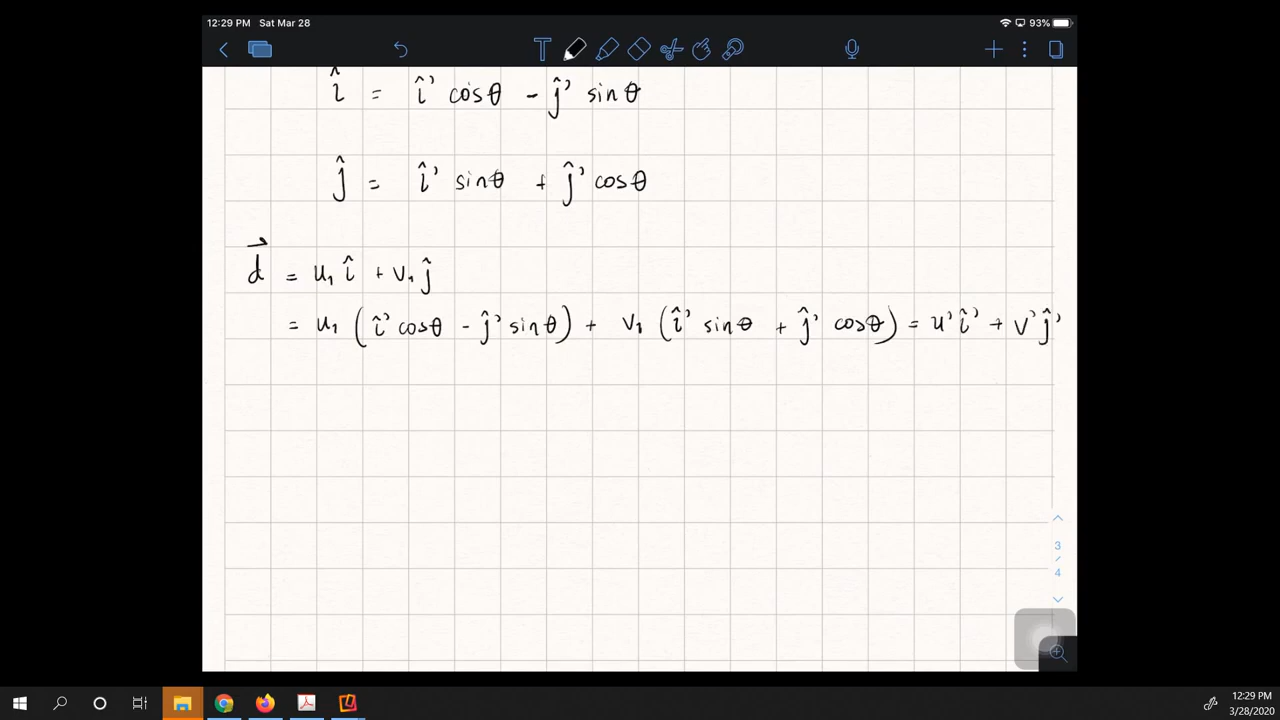 12:29 PM Sat Mar 28 93%
î = î' cosθ - ĵ' sinθ
ĵ = î' sinθ + ĵ' cosθ
d⃗ = u₁ î + v₁ ĵ
= u₁ (î' cosθ - ĵ' sinθ) + v₁ (î' sinθ + ĵ' cosθ) = u' î' + v' ĵ'
3
/
4
12:29 PM
3/28/2020